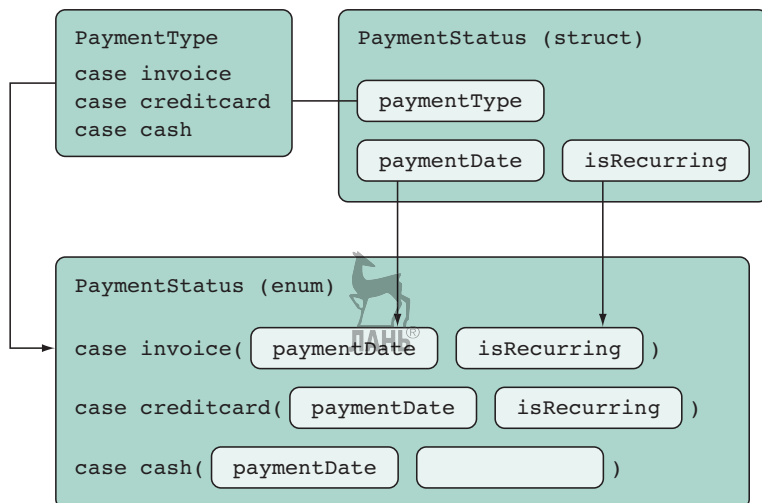 PaymentType
case invoice
case creditcard
case cash
PaymentStatus (struct)
paymentType
paymentDate isRecurring
PaymentStatus (enum)
ДАНЬ®
case invoice( paymentDate isRecurring )
case creditcard( paymentDate isRecurring )
case cash( paymentDate )